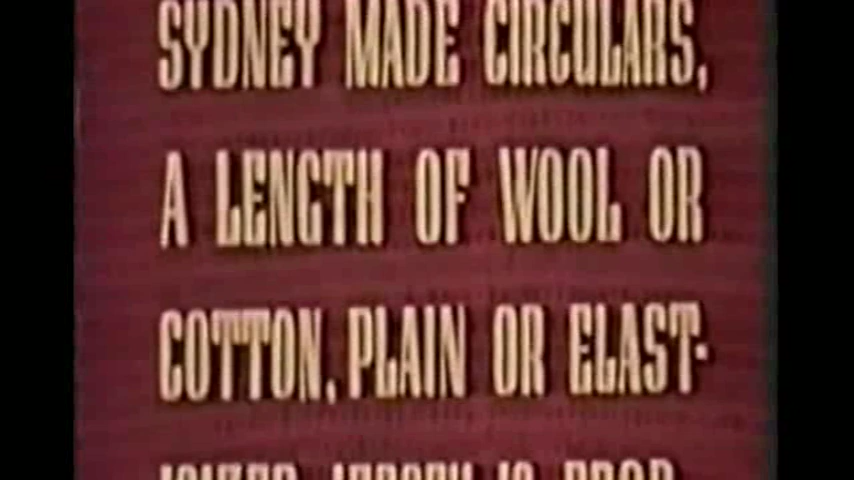 SYDNEY MADE CIRCULARS,
A LENGTH OF WOOL OR
COTTON, PLAIN OR ELAST-